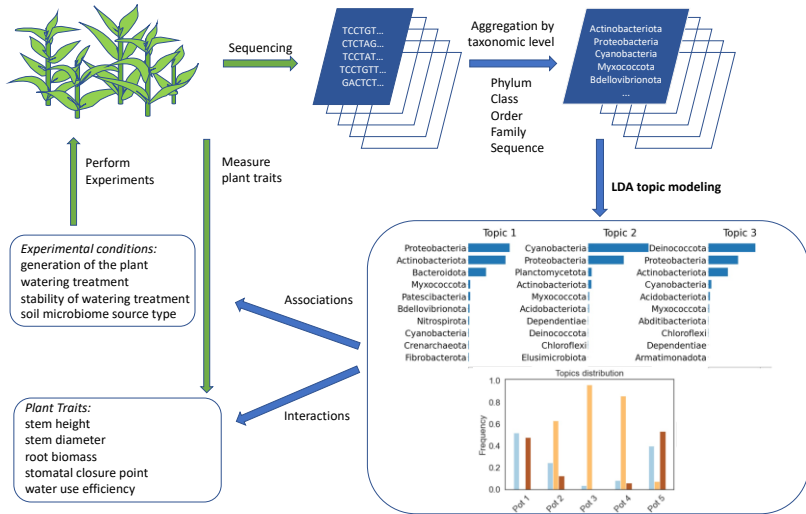 Sequencing
TCCTGT...
CTCTAG...
TCCTAT...
TCCTGTT...
GACTCT...
Aggregation by
taxonomic level
Phylum
Class
Order
Family
Sequence
Actinobacteriota
Proteobacteria
Cyanobacteria
Myxococcota
Bdellovibrionota
...
Perform
Experiments
Measure
plant traits
LDA topic modeling
Experimental conditions:
generation of the plant
watering treatment
stability of watering treatment
soil microbiome source type
Associations
Interactions
Plant Traits:
stem height
stem diameter
root biomass
stomatal closure point
water use efficiency
Topic 1
Proteobacteria
Actinobacteriota
Bacteroidota
Myxococcota
Patescibacteria
Bdellovibrionota
Nitrospirota
Cyanobacteria
Crenarchaeota
Fibrobacterota
Topic 2
Cyanobacteria
Proteobacteria
Planctomycetota
Actinobacteriota
Myxococcota
Acidobacteriota
Dependentiae
Deinococcota
Chloroflexi
Elusimicrobiota
Topic 3
Deinococcota
Proteobacteria
Actinobacteriota
Cyanobacteria
Acidobacteriota
Myxococcota
Abditibacteriota
Chloroflexi
Dependentiae
Armatimonadota
Topics distribution
Frequency
1.0
0.8
0.6
0.4
0.2
0.0
Pot 1
Pot 2
Pot 3
Pot 4
Pot 5